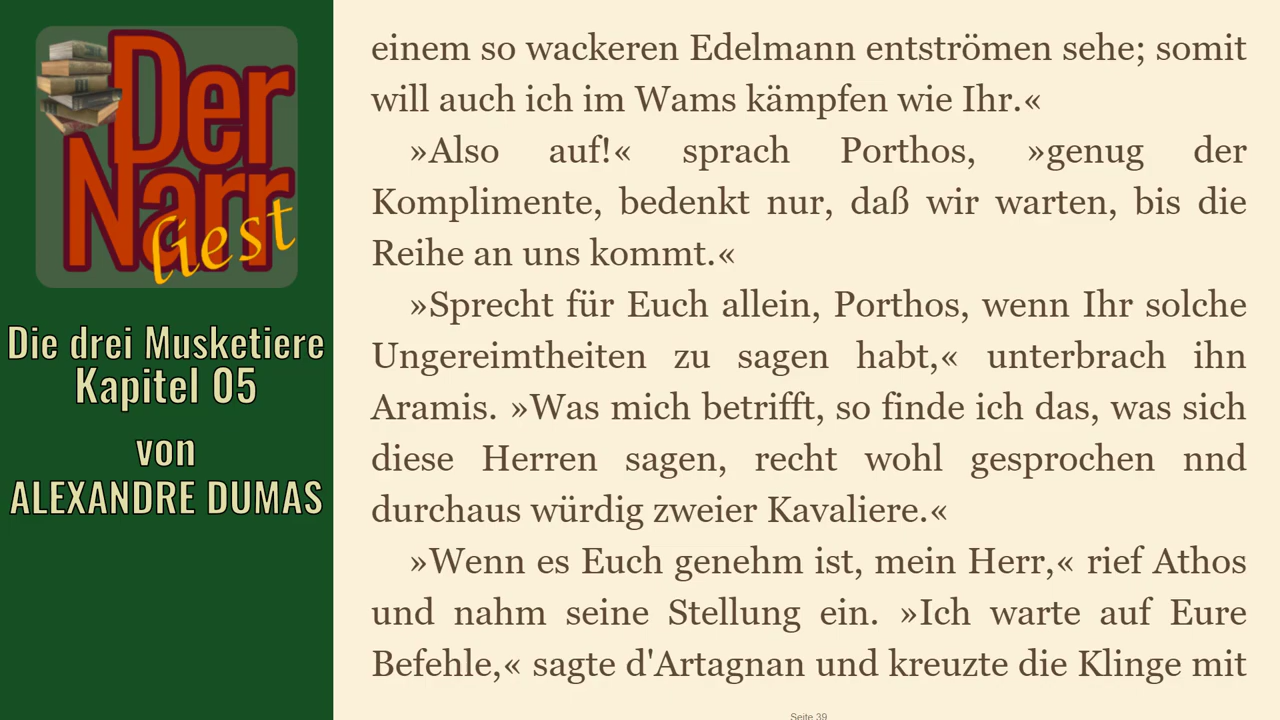 Der
Narr
liest
Die drei Musketiere
Kapitel 05
von
ALEXANDRE DUMAS
einem so wackeren Edelmann entströmen sehe; somit
will auch ich im Wams kämpfen wie Ihr.«
»Also auf!« sprach Porthos, »genug der
Komplimente, bedenkt nur, daß wir warten, bis die
Reihe an uns kommt.«
»Sprecht für Euch allein, Porthos, wenn Ihr solche
Ungereimtheiten zu sagen habt,« unterbrach ihn
Aramis. »Was mich betrifft, so finde ich das, was sich
diese Herren sagen, recht wohl gesprochen nnd
durchaus würdig zweier Kavaliere.«
»Wenn es Euch genehm ist, mein Herr,« rief Athos
und nahm seine Stellung ein. »Ich warte auf Eure
Befehle,« sagte d'Artagnan und kreuzte die Klinge mit
Seite 39